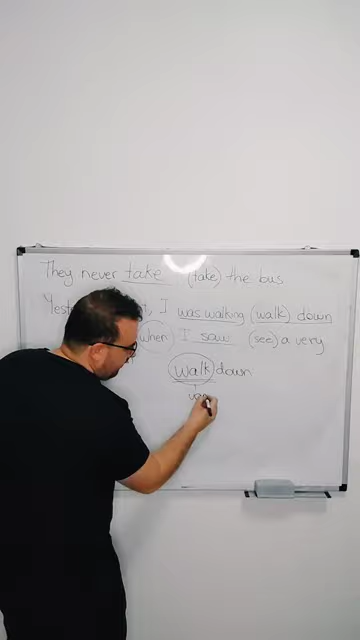 They never take (take) the bus
I was walking (walk) down
when I saw (see) a very
walk down